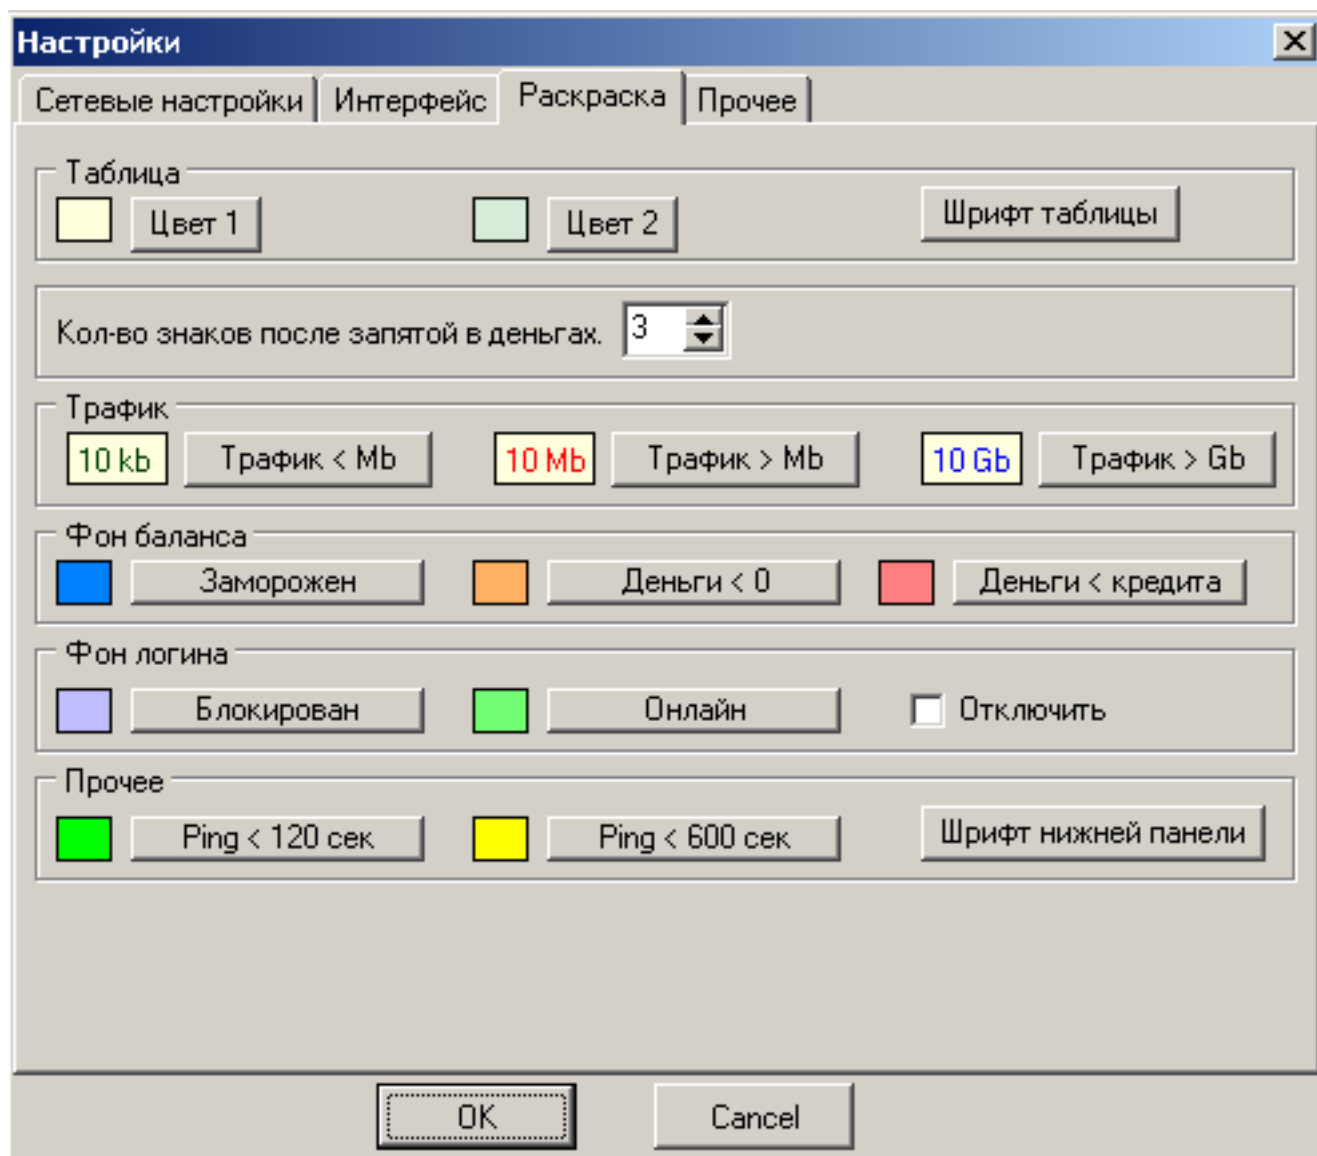 Настройки
Сетевые настройки Интерфейс Раскраска Прочее
Таблица
Цвет 1 Цвет 2 Шрифт таблицы
Кол-во знаков после запятой в деньгах. 3
Трафик
10 kb Трафик < Mb 10 Mb Трафик > Mb 10 Gb Трафик > Gb
Фон баланса
Заморожен Деньги < 0 Деньги < кредита
Фон логина
Блокирован Онлайн Отключить
Прочее
Ping < 120 сек Ping < 600 сек Шрифт нижней панели
OK Cancel